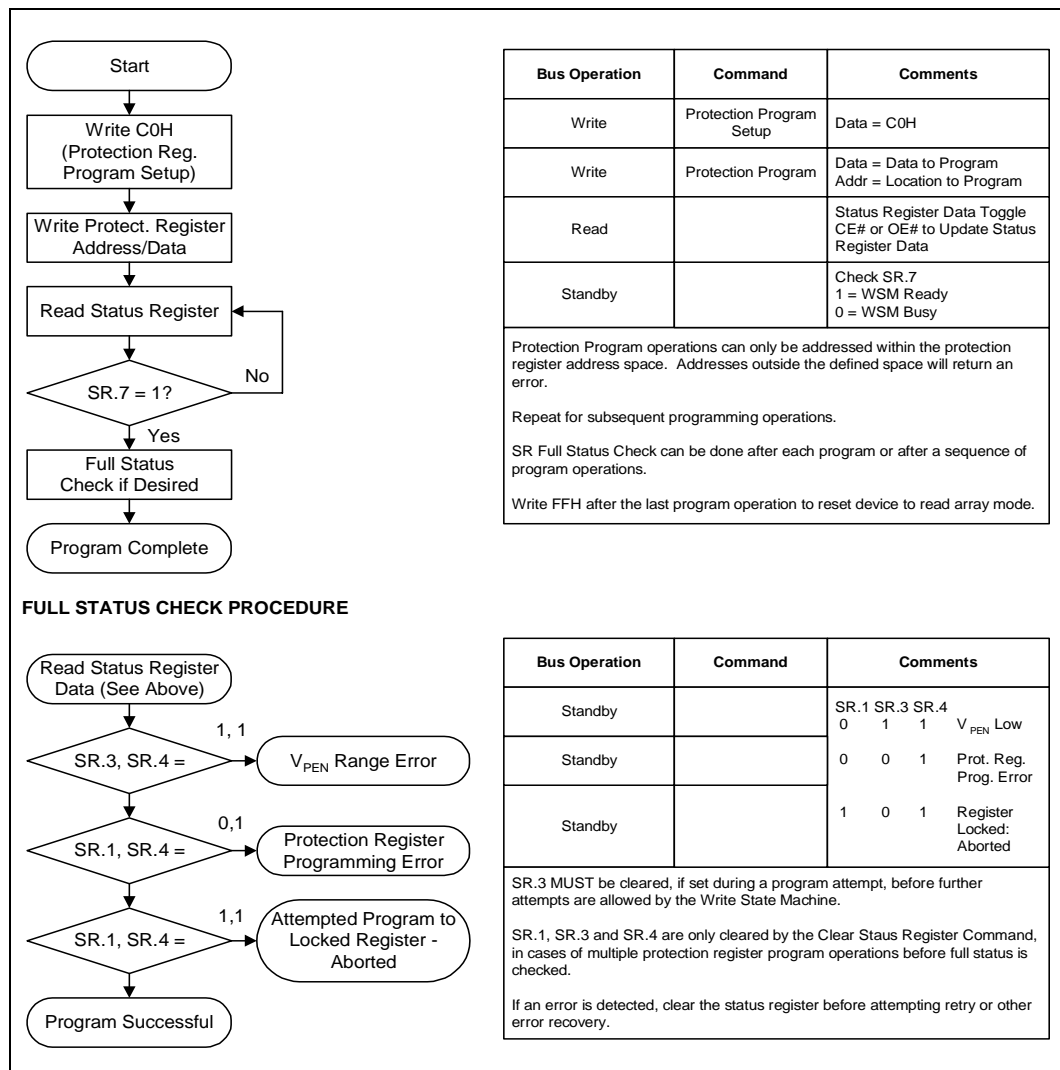 Start
Write C0H
(Protection Reg.
Program Setup)
Write Protect. Register
Address/Data
Read Status Register
No
SR.7 = 1?
Yes
Full Status
Check if Desired
Program Complete
Bus Operation Command Comments
Write Protection Program
Setup Data = C0H
Write Protection Program Data = Data to Program
Addr = Location to Program
Read Status Register Data Toggle
CE# or OE# to Update Status
Register Data
Standby Check SR.7
1 = WSM Ready
0 = WSM Busy
Protection Program operations can only be addressed within the protection
register address space. Addresses outside the defined space will return an
error.
Repeat for subsequent programming operations.
SR Full Status Check can be done after each program or after a sequence of
program operations.
Write FFH after the last program operation to reset device to read array mode.
FULL STATUS CHECK PROCEDURE
Read Status Register
Data (See Above)
1, 1
SR.3, SR.4 =
VPEN Range Error
0,1
SR.1, SR.4 =
Protection Register
Programming Error
1,1
SR.1, SR.4 =
Attempted Program to
Locked Register -
Aborted
Program Successful
Bus Operation Command Comments
Standby SR.1 SR.3 SR.4
0 1 1 VPEN Low
Standby 0 0 1 Prot. Reg.
Prog. Error
Standby 1 0 1 Register
Locked:
Aborted
SR.3 MUST be cleared, if set during a program attempt, before further
attempts are allowed by the Write State Machine.
SR.1, SR.3 and SR.4 are only cleared by the Clear Staus Register Command,
in cases of multiple protection register program operations before full status is
checked.
If an error is detected, clear the status register before attempting retry or other
error recovery.